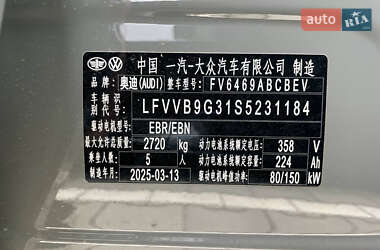 AUTO.RIA
中国 一汽-大众汽车有限公司 制造
品牌: 奥迪(AUDI) 整车型号: FV6469ABCBEV
车辆识别代号: LFVVB9G31S5231184
驱动电机型号: EBR/EBN
最大允许总质量: 2720 kg 动力电池系统额定电压: 358 V
乘坐人数: 5 人 动力电池系统额定容量: 224 Ah
制造年月: 2025-03-13 驱动电机峰值功率: 80/150 kW